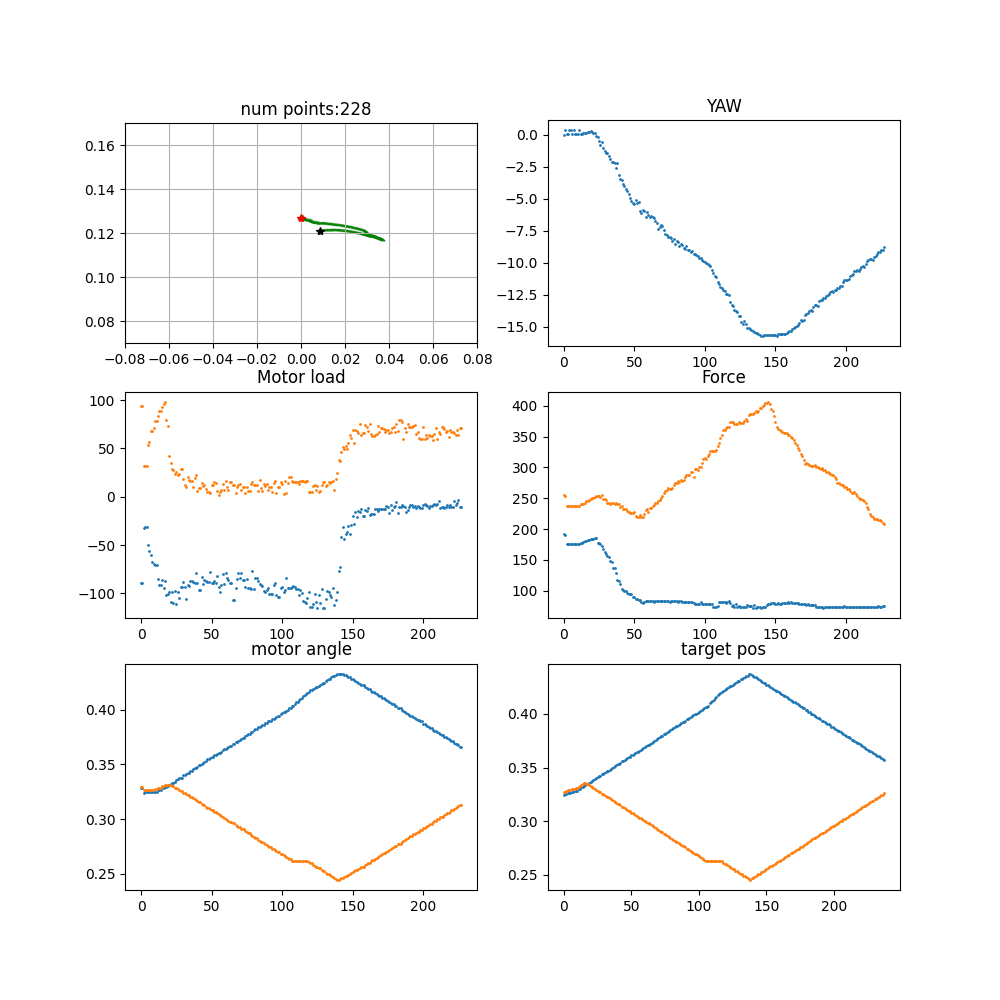 num points:228
0.16
0.14
0.12
0.10
0.08
−0.08 −0.06 −0.04 −0.02 0.00 0.02 0.04 0.06 0.08
YAW
0.0
−2.5
−5.0
−7.5
−10.0
−12.5
−15.0
0 50 100 150 200
Motor load
100
50
0
−50
−100
0 50 100 150 200
Force
400
350
300
250
200
150
100
0 50 100 150 200
motor angle
0.40
0.35
0.30
0.25
0 50 100 150 200
target pos
0.40
0.35
0.30
0.25
0 50 100 150 200